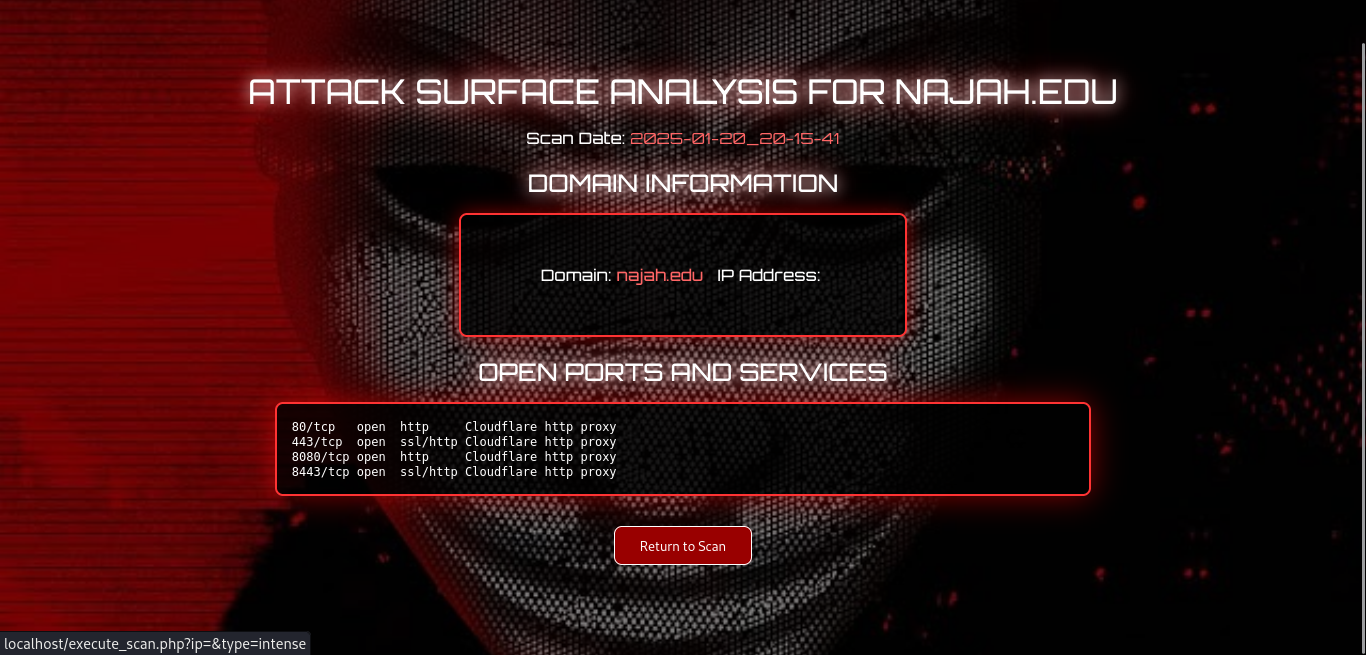 ATTACK SURFACE ANALYSIS FOR NAJAH.EDU
Scan Date: 2025-01-20_20-15-41
DOMAIN INFORMATION
Domain: najah.edu IP Address:
OPEN PORTS AND SERVICES
80/tcp   open  http     Cloudflare http proxy
443/tcp  open  ssl/http Cloudflare http proxy
8080/tcp open  http     Cloudflare http proxy
8443/tcp open  ssl/http Cloudflare http proxy
Return to Scan
localhost/execute_scan.php?ip=&type=intense